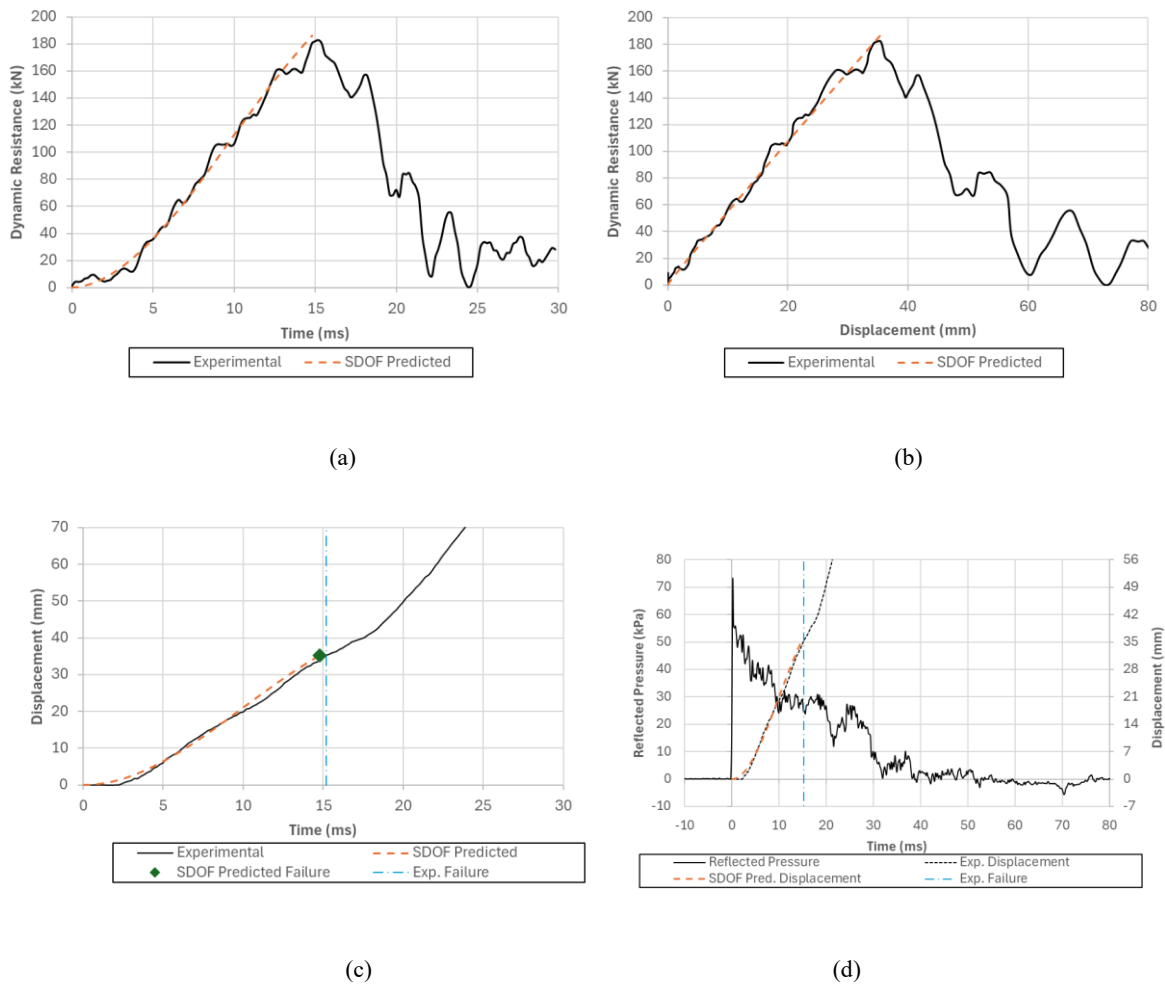 200
180
160
140
120
100
80
60
40
20
0
Dynamic Resistance (kN)
0 5 10 15 20 25 30
Time (ms)
Experimental SDOF Predicted
(a)
200
180
160
140
120
100
80
60
40
20
0
Dynamic Resistance (kN)
0 20 40 60 80
Displacement (mm)
Experimental SDOF Predicted
(b)
70
60
50
40
30
20
10
0
Displacement (mm)
0 5 10 15 20 25 30
Time (ms)
Experimental SDOF Predicted
SDOF Predicted Failure Exp. Failure
(c)
80
70
60
50
40
30
20
10
0
-10
Reflected Pressure (kPa)
56
49
42
35
28
21
14
7
0
-7
Displacement (mm)
-10 0 10 20 30 40 50 60 70 80
Time (ms)
Reflected Pressure Exp. Displacement
SDOF Pred. Displacement Exp. Failure
(d)